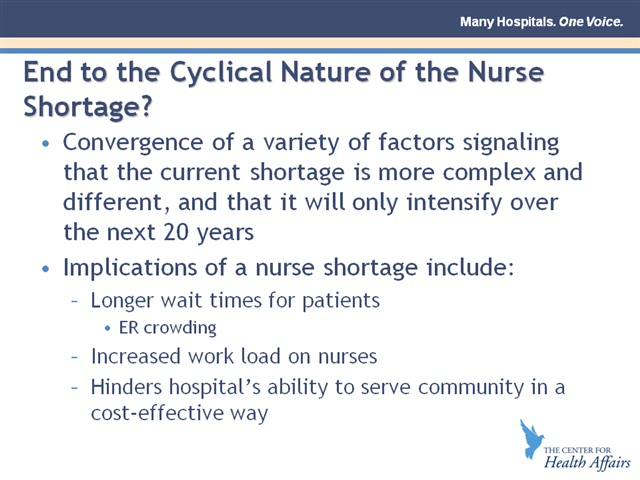 Many Hospitals. One Voice.
End to the Cyclical Nature of the Nurse
Shortage?
• Convergence of a variety of factors signaling
that the current shortage is more complex and
different, and that it will only intensify over
the next 20 years
• Implications of a nurse shortage include:
– Longer wait times for patients
• ER crowding
– Increased work load on nurses
– Hinders hospital's ability to serve community in a
cost-effective way
THE CENTER FOR
Health Affairs